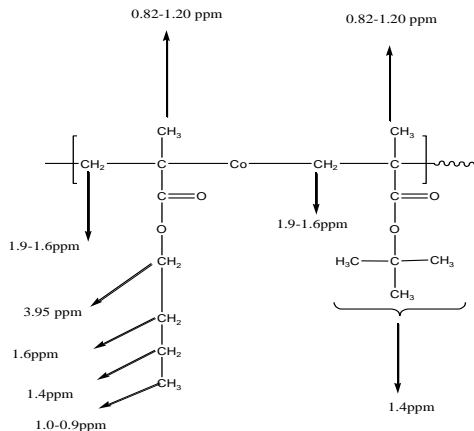 0.82-1.20 ppm 0.82-1.20 ppm
CH₃ CH₃
CH₂ C Co CH₂ C
C O C O
O O
1.9-1.6ppm 1.9-1.6ppm
CH₂ H₃C C CH₃
3.95 ppm CH₃
CH₂
1.6ppm
CH₂
1.4ppm CH₃ 1.4ppm
1.0-0.9ppm